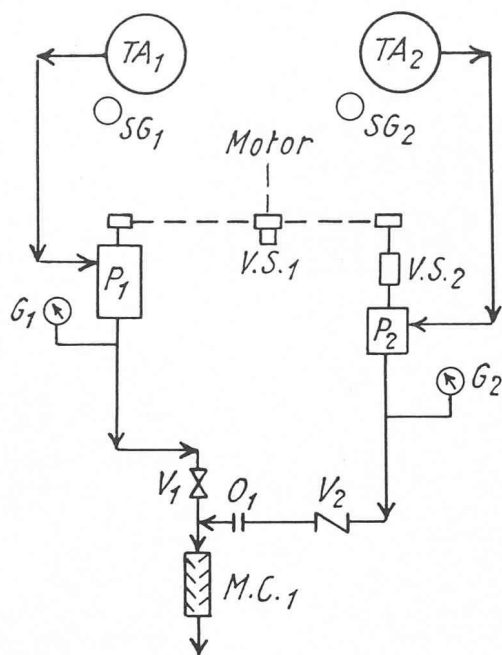 TA₁
TA₂
SG₁
SG₂
Motor
V.S.₁
P₁
V.S.₂
G₁
P₂
G₂
V₁
O₁
V₂
M.C.₁